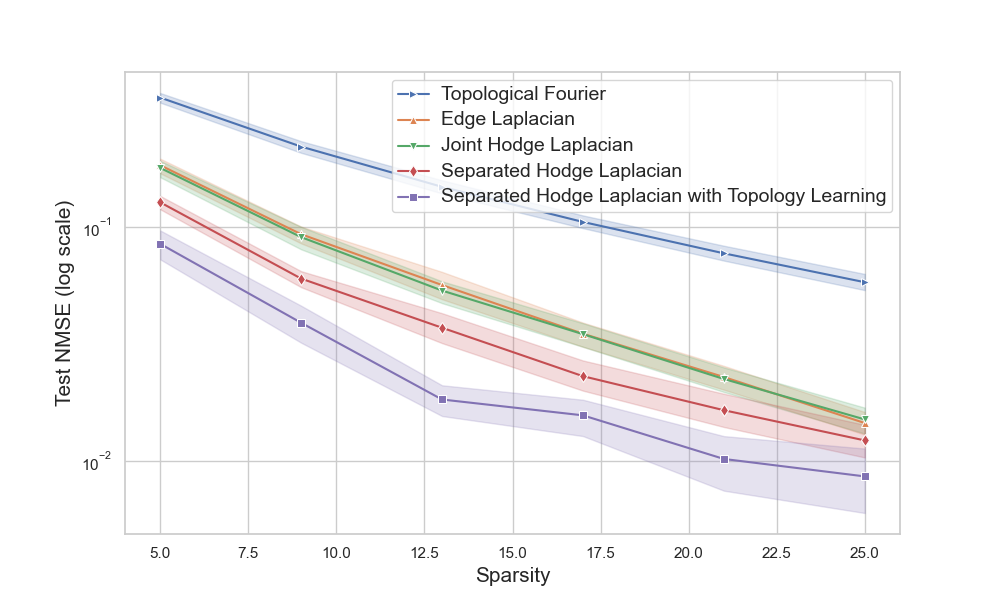 Topological Fourier
Edge Laplacian
Joint Hodge Laplacian
Separated Hodge Laplacian
Separated Hodge Laplacian with Topology Learning
Test NMSE (log scale)
10⁻¹
10⁻²
5.0 7.5 10.0 12.5 15.0 17.5 20.0 22.5 25.0
Sparsity